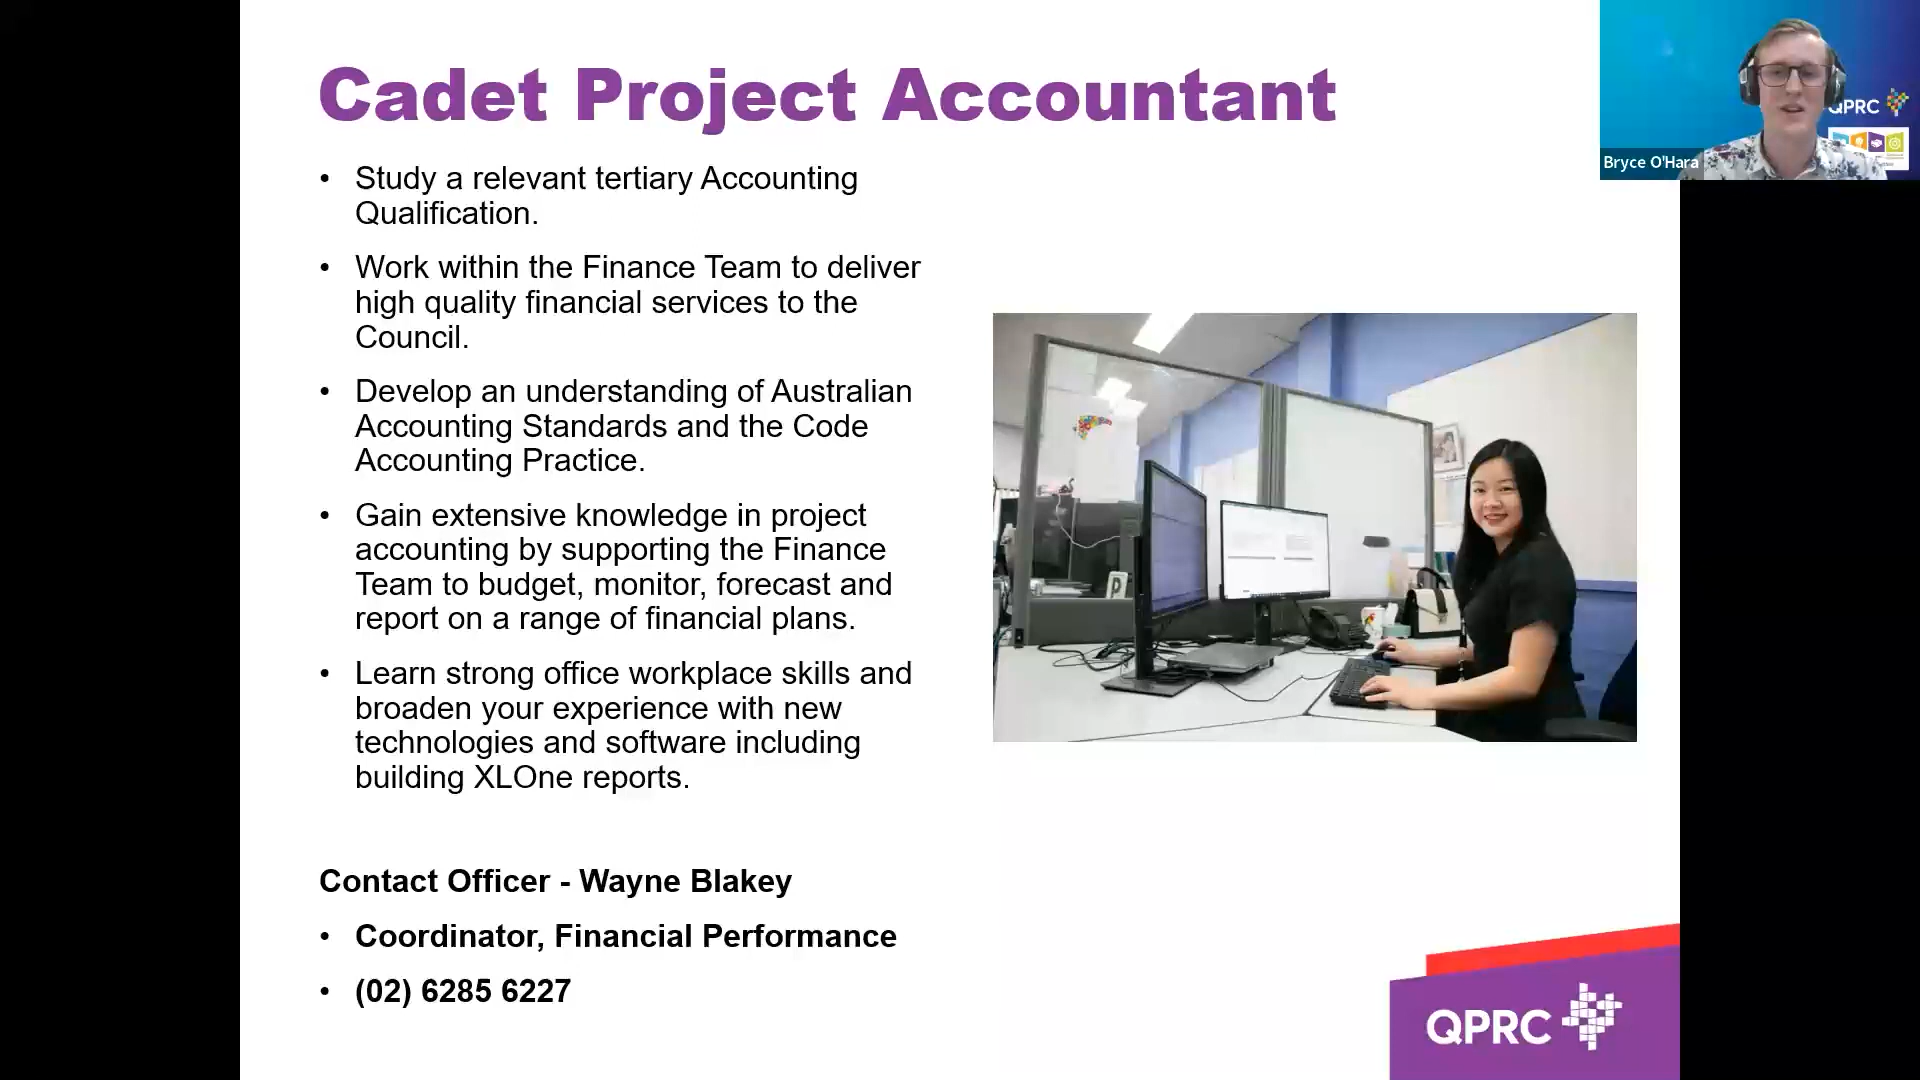 Cadet Project Accountant
• Study a relevant tertiary Accounting
Qualification.
• Work within the Finance Team to deliver
high quality financial services to the
Council.
• Develop an understanding of Australian
Accounting Standards and the Code
Accounting Practice.
• Gain extensive knowledge in project
accounting by supporting the Finance
Team to budget, monitor, forecast and
report on a range of financial plans.
• Learn strong office workplace skills and
broaden your experience with new
technologies and software including
building XLOne reports.
Contact Officer - Wayne Blakey
• Coordinator, Financial Performance
• (02) 6285 6227
QPRC
Bryce O'Hara
P
QPRC